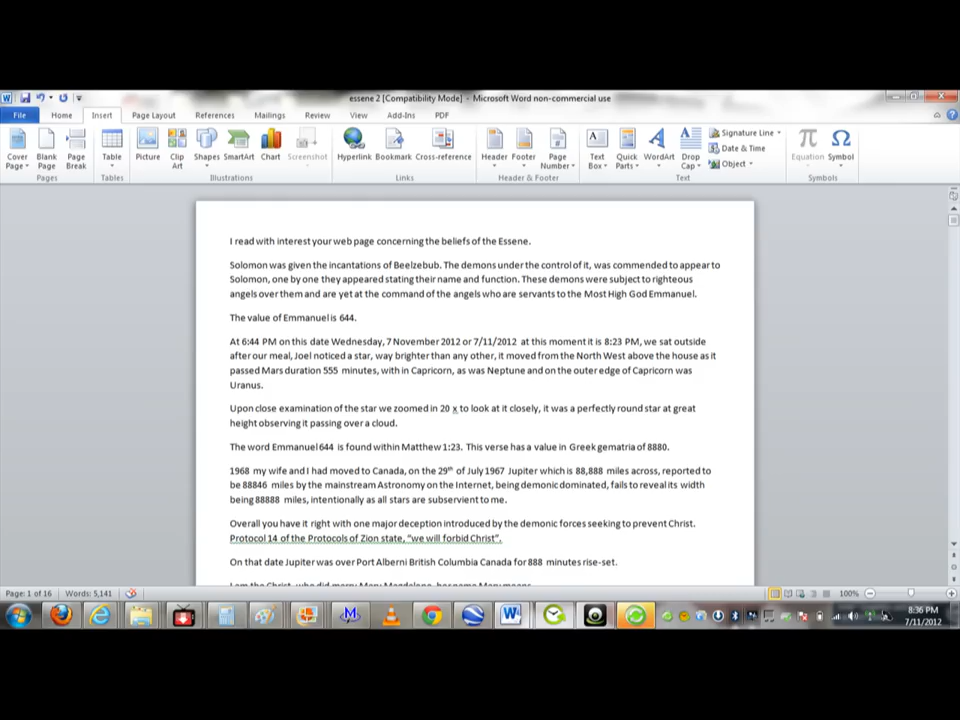 essene 2 [Compatibility Mode] - Microsoft Word non-commercial use
File Home Insert Page Layout References Mailings Review View Add-Ins PDF
Cover Page Blank Page Page Break Table Picture Clip Art Shapes SmartArt Chart Screenshot Hyperlink Bookmark Cross-reference Header Footer Page Number Text Box Quick Parts WordArt Drop Cap Signature Line Date & Time Object Equation Symbol
Pages Tables Illustrations Links Header & Footer Text Symbols
I read with interest your web page concerning the beliefs of the Essene.
Solomon was given the incantations of Beelzebub. The demons under the control of it, was commended to appear to
Solomon, one by one they appeared stating their name and function. These demons were subject to righteous
angels over them and are yet at the command of the angels who are servants to the Most High God Emmanuel.
The value of Emmanuel is 644.
At 6:44 PM on this date Wednesday, 7 November 2012 or 7/11/2012 at this moment it is 8:23 PM, we sat outside
after our meal, Joel noticed a star, way brighter than any other, it moved from the North West above the house as it
passed Mars duration 555 minutes, with in Capricorn, as was Neptune and on the outer edge of Capricorn was
Uranus.
Upon close examination of the star we zoomed in 20 x to look at it closely, it was a perfectly round star at great
height observing it passing over a cloud.
The word Emmanuel 644 is found within Matthew 1:23. This verse has a value in Greek gematria of 8880.
1968 my wife and I had moved to Canada, on the 29th of July 1967 Jupiter which is 88,888 miles across, reported to
be 88846 miles by the mainstream Astronomy on the Internet, being demonic dominated, fails to reveal its width
being 88888 miles, intentionally as all stars are subservient to me.
Overall you have it right with one major deception introduced by the demonic forces seeking to prevent Christ.
Protocol 14 of the Protocols of Zion state, “we will forbid Christ”.
On that date Jupiter was over Port Alberni British Columbia Canada for 888 minutes rise-set.
Page: 1 of 16 Words: 5,141 100%
8:36 PM
7/11/2012